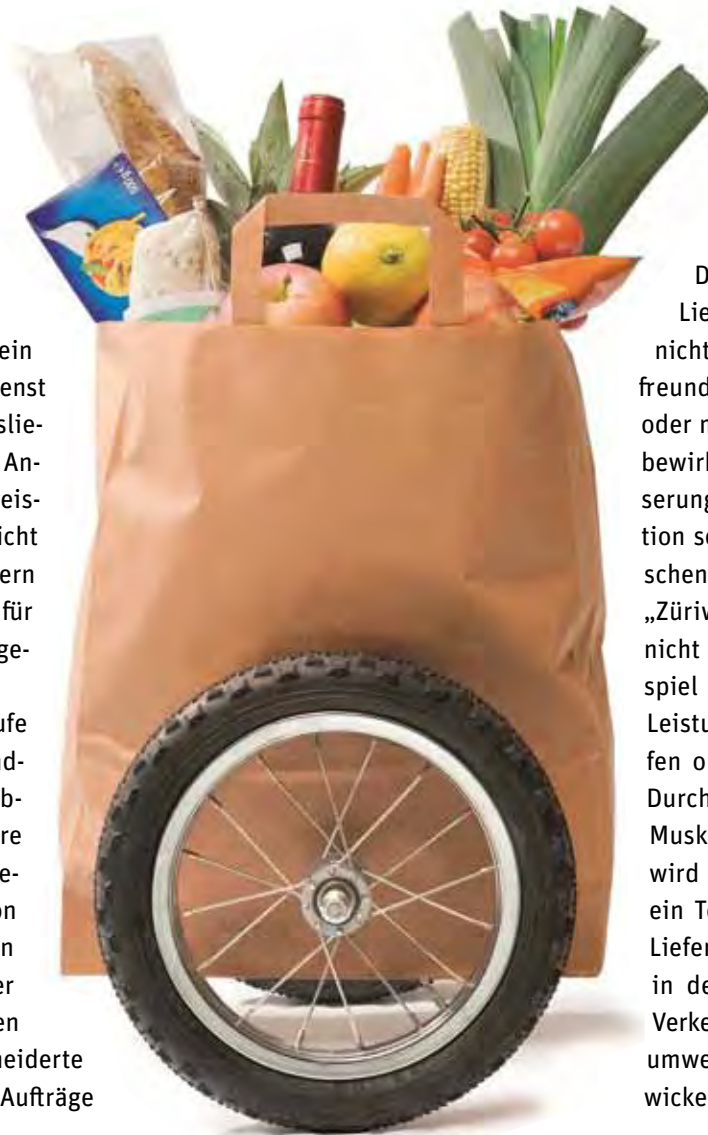 ein
enst
slie-
An-
eis-
icht
ern
für
ge-
ufe
nd-
b-
re
e-
on
n
er
en
neiderte
Aufträge
D
Lie
nicht
freund
oder n
bewirk
serung
tion so
schen
„Züriv
nicht
spiel
Leistu
fen o
Durch
Musk
wird
ein Te
Liefer
in de
Verke
umwe
wicke